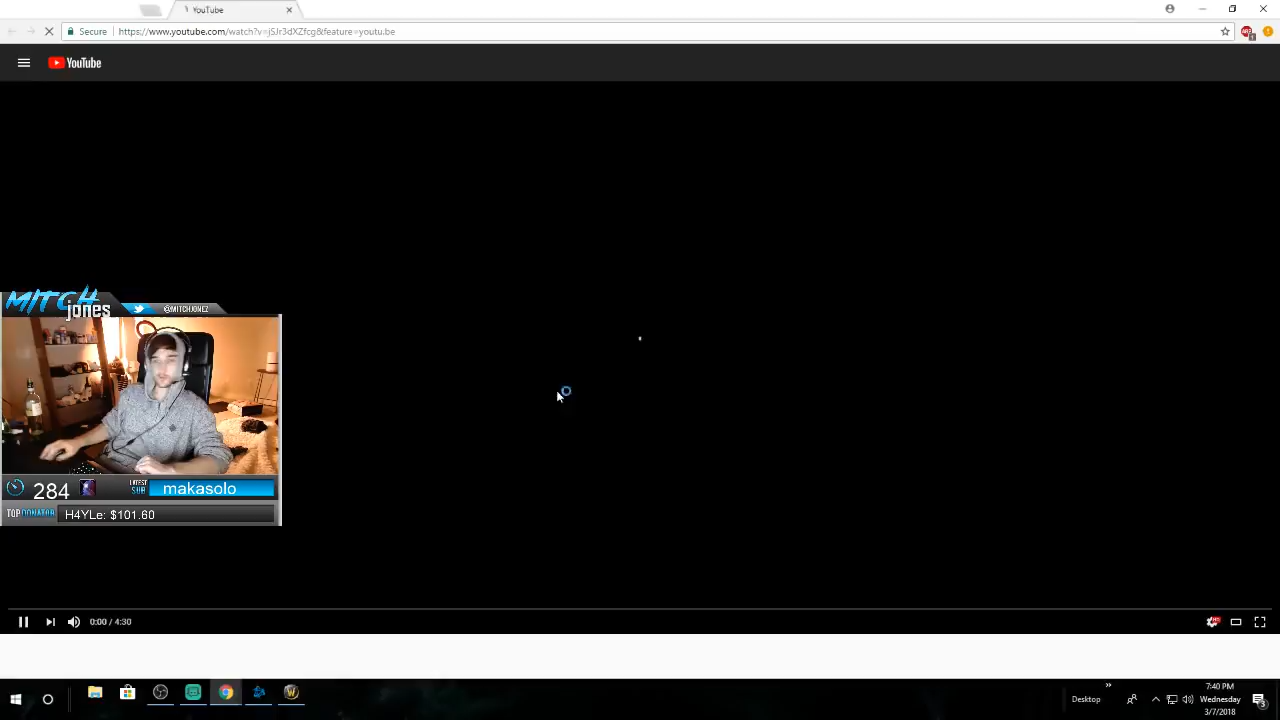 YouTube
Secure
https://www.youtube.com/watch?v=jSJr3dXZfcg&feature=youtu.be
YouTube
MITCH
jones
@MITCHJONEZ
284
LATEST
SUB
makasolo
TOP DONATOR
H4YLe: $101.60
0:00 / 4:30
HD
7:40 PM
Desktop
Wednesday
3/7/2018